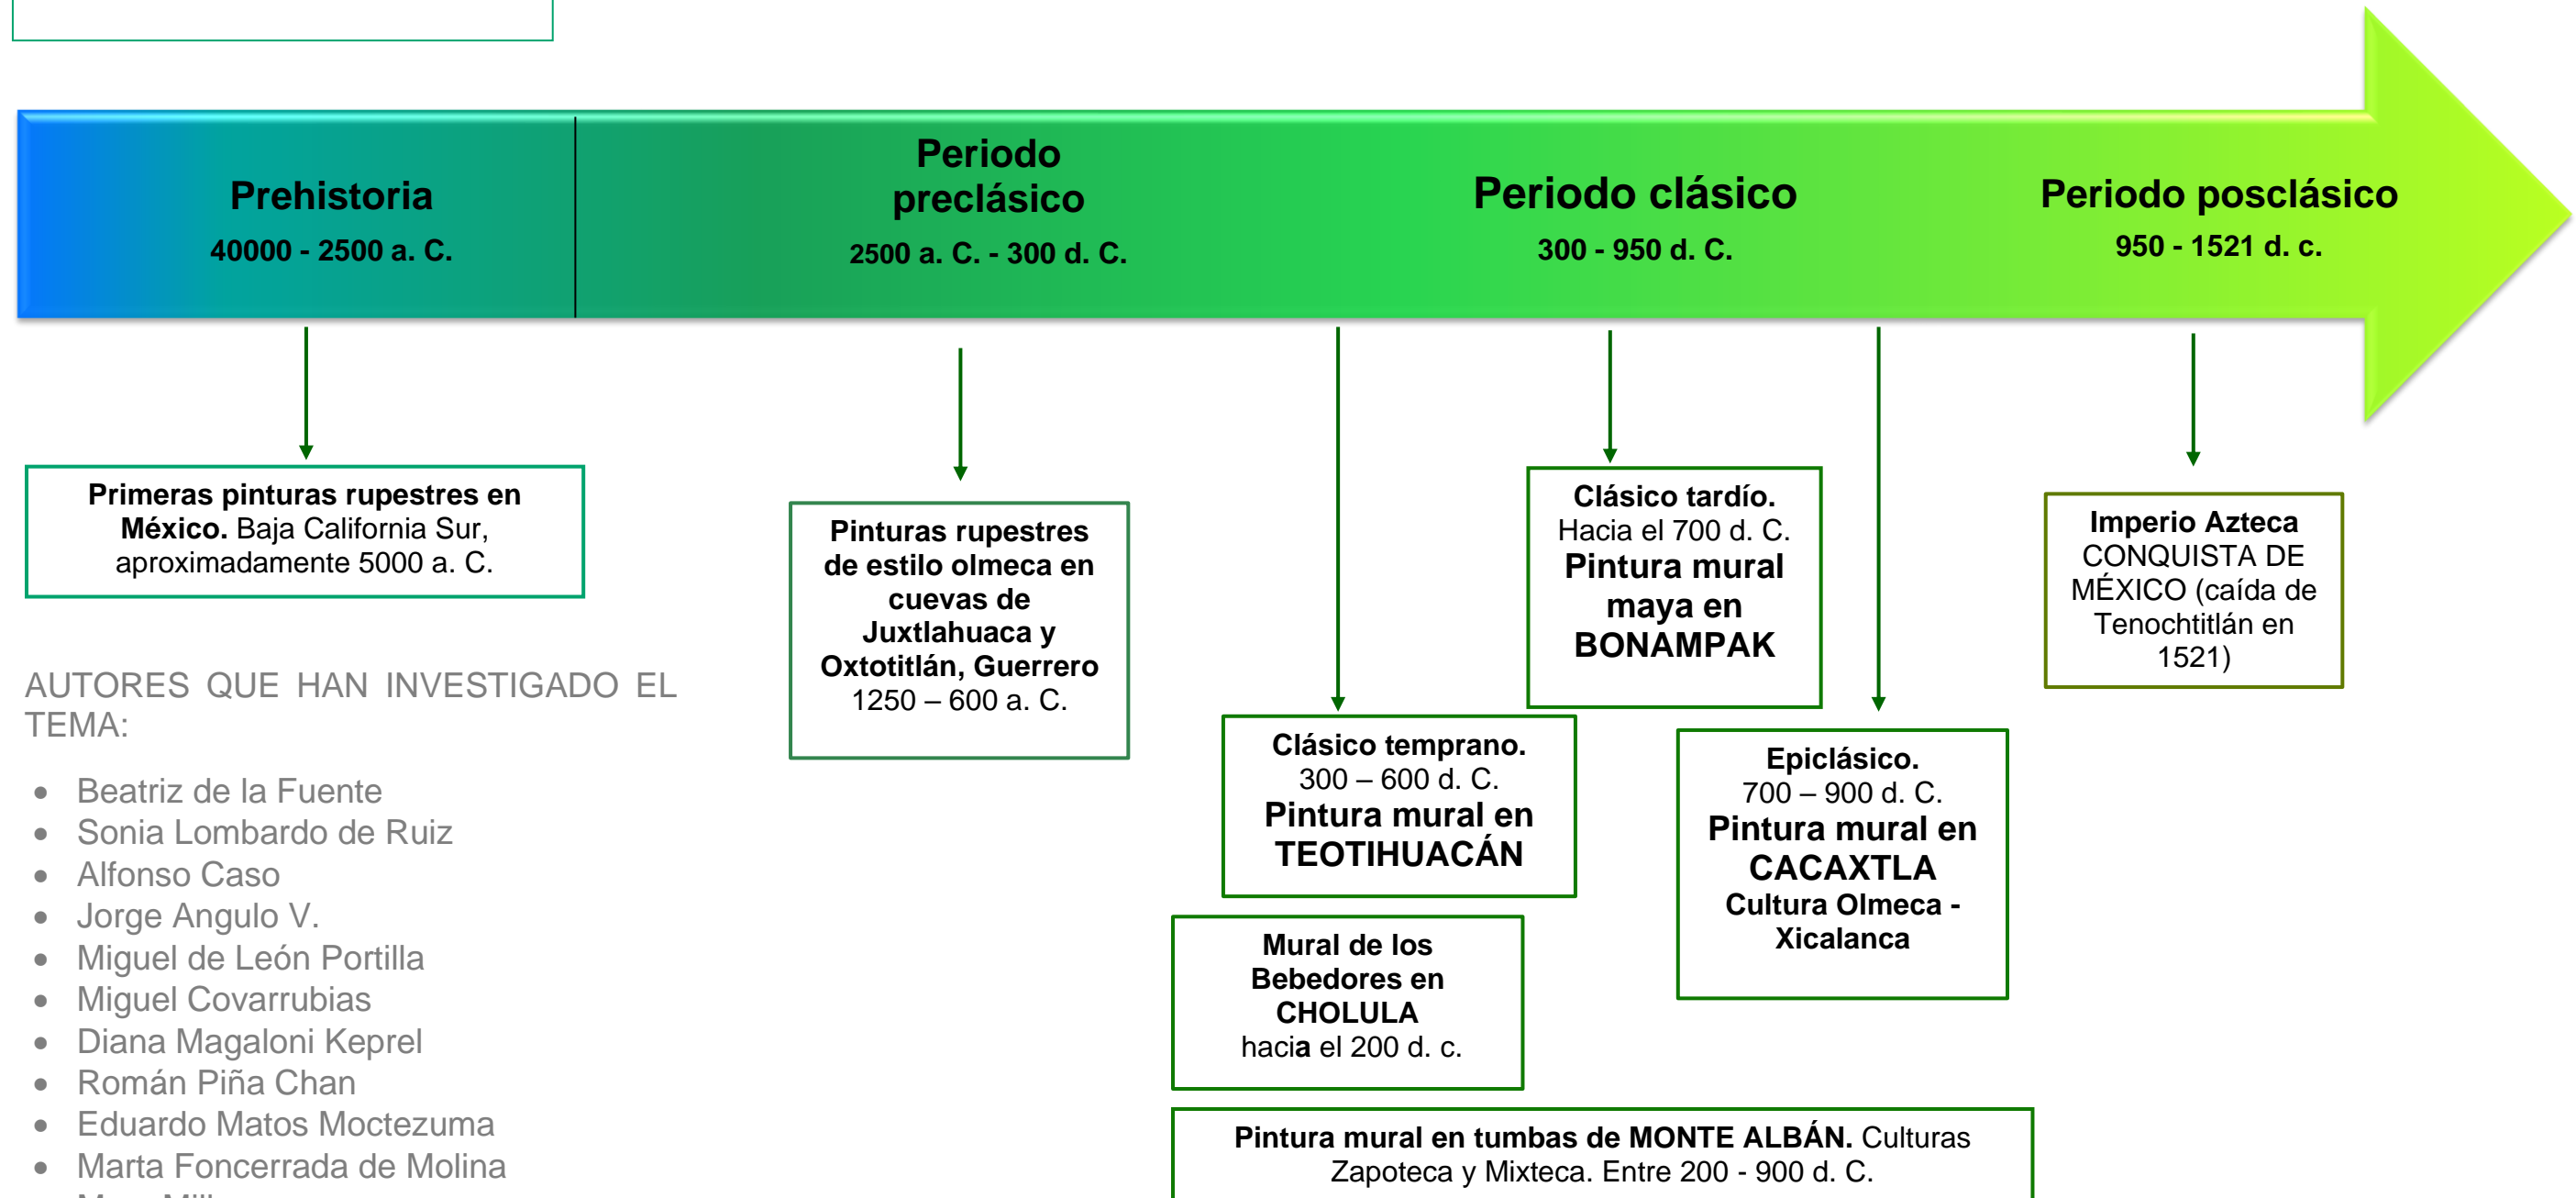 Prehistoria
40000 - 2500 a. C.
Periodo
preclásico
2500 a. C. - 300 d. C.
Periodo clásico
300 - 950 d. C.
Periodo posclásico
950 - 1521 d. c.
Primeras pinturas rupestres en
México. Baja California Sur,
aproximadamente 5000 a. C.
Pinturas rupestres
de estilo olmeca en
cuevas de
Juxtlahuaca y
Oxtotitlán, Guerrero
1250 – 600 a. C.
Clásico tardío.
Hacia el 700 d. C.
Pintura mural
maya en
BONAMPAK
Imperio Azteca
CONQUISTA DE
MÉXICO (caída de
Tenochtitlán en
1521)
Clásico temprano.
300 – 600 d. C.
Pintura mural en
TEOTIHUACÁN
Epiclásico.
700 – 900 d. C.
Pintura mural en
CACAXTLA
Cultura Olmeca -
Xicalanca
Mural de los
Bebedores en
CHOLULA
hacia el 200 d. c.
Pintura mural en tumbas de MONTE ALBÁN. Culturas
Zapoteca y Mixteca. Entre 200 - 900 d. C.
AUTORES QUE HAN INVESTIGADO EL
TEMA:
• Beatriz de la Fuente
• Sonia Lombardo de Ruiz
• Alfonso Caso
• Jorge Angulo V.
• Miguel de León Portilla
• Miguel Covarrubias
• Diana Magaloni Keprel
• Román Piña Chan
• Eduardo Matos Moctezuma
• Marta Foncerrada de Molina